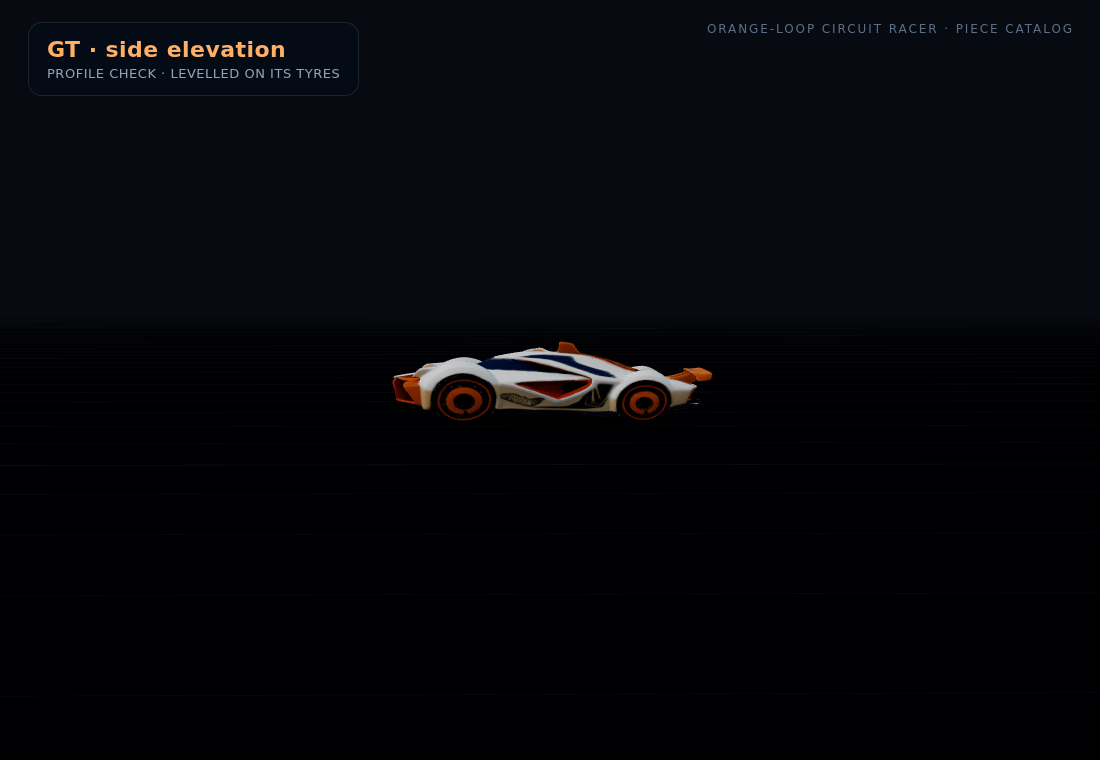 GT · side elevation
PROFILE CHECK · LEVELLED ON ITS TYRES
ORANGE-LOOP CIRCUIT RACER · PIECE CATALOG